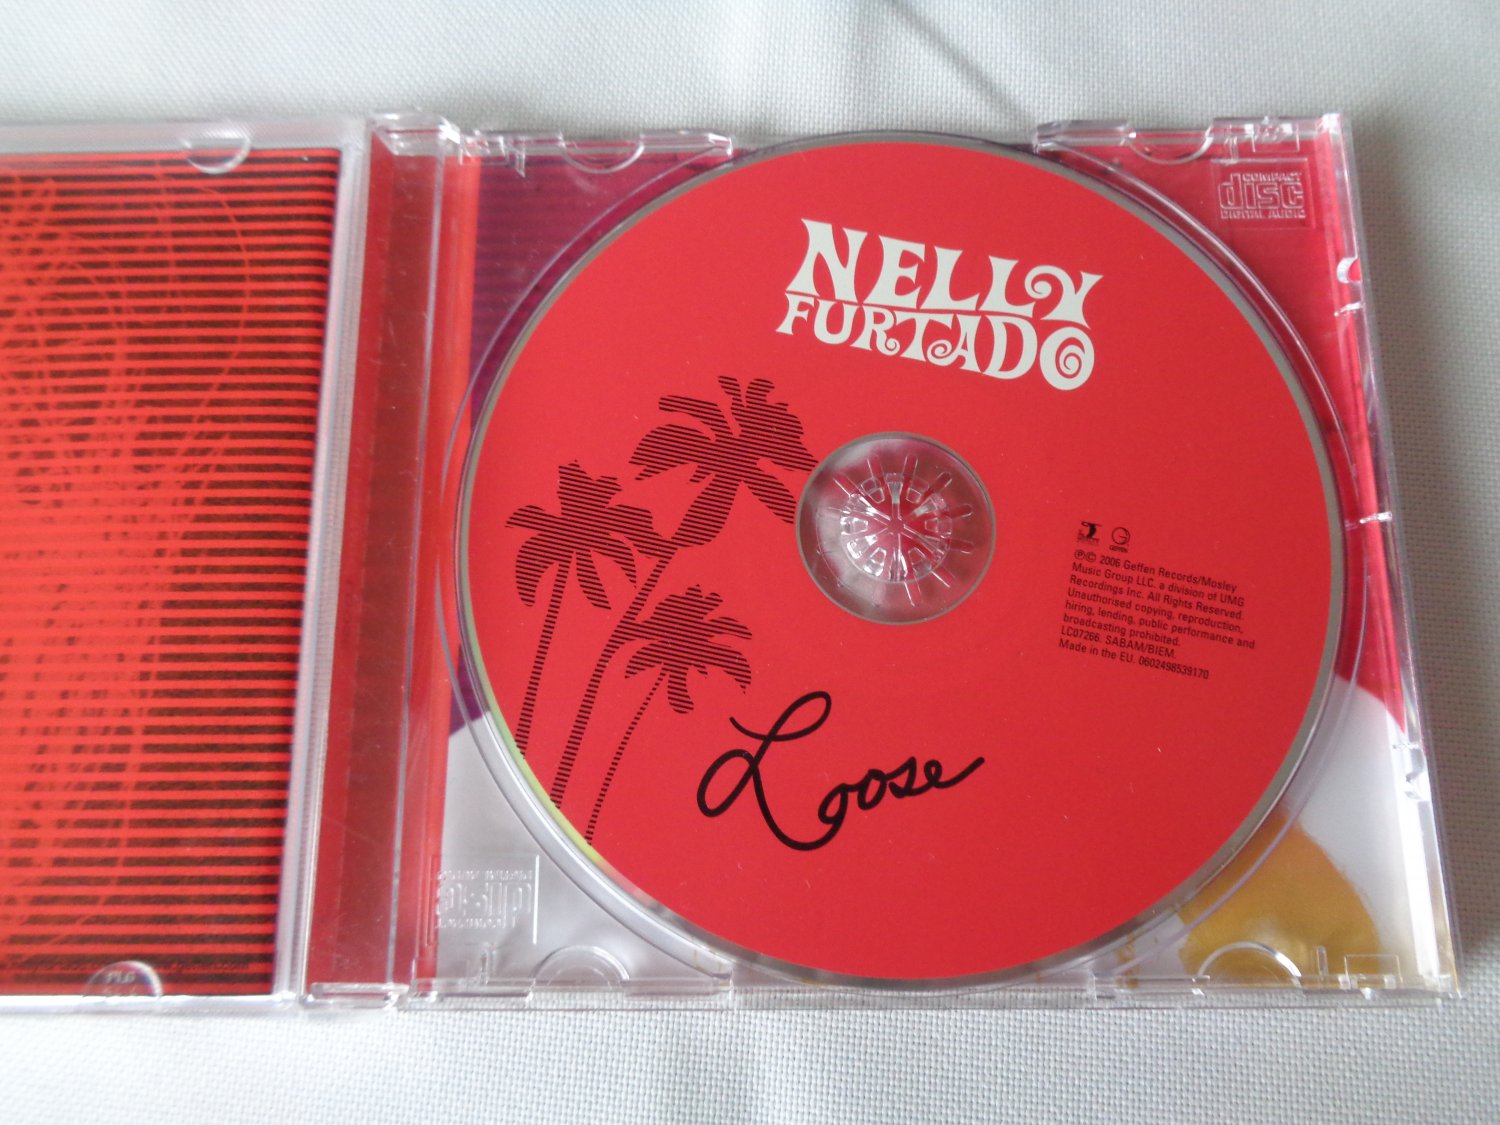 COMPACT
disc
DIGITAL AUDIO
NELLY
FURTADO
GEFFEN
℗© 2006 Geffen Records/Mosley
Music Group LLC. a division of UMG
Recordings Inc. All Rights Reserved.
Unauthorised copying, reproduction,
hiring, lending, public performance and
broadcasting prohibited.
LC07266. SABAM/BIEM.
Made in the EU. 0602498539170
Loose